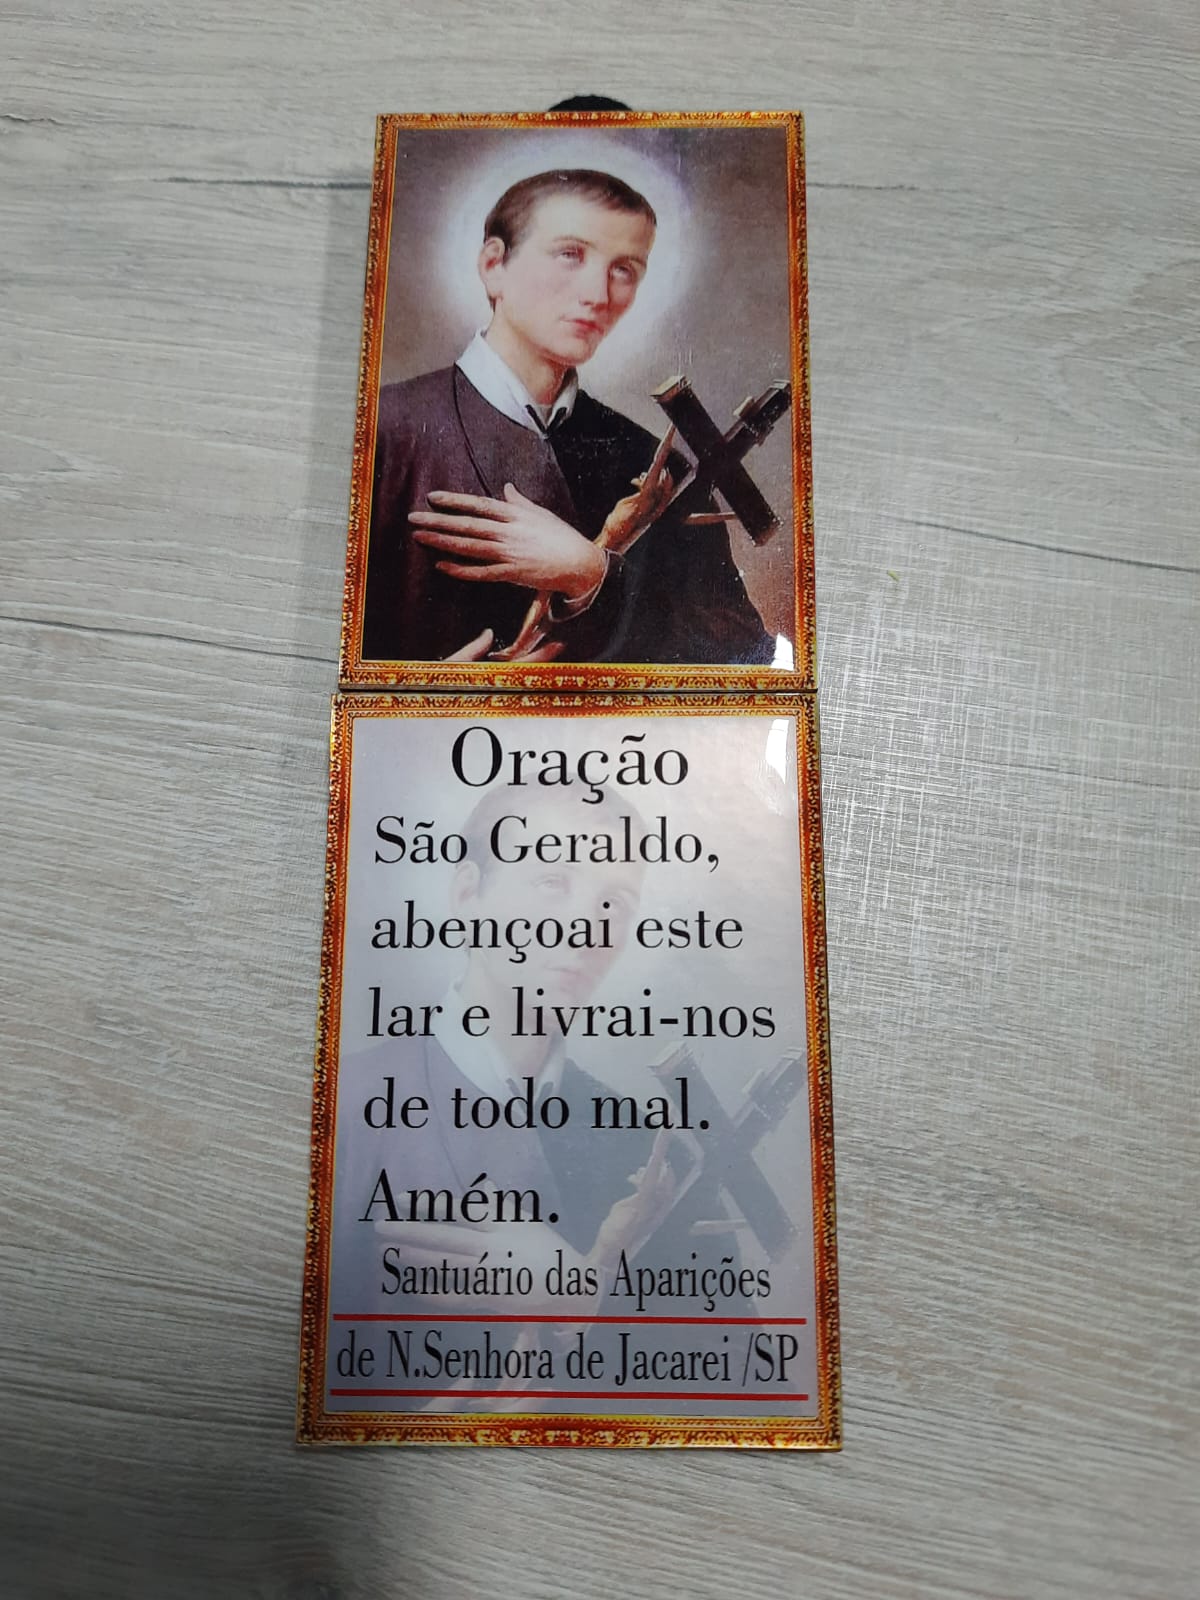 Oração
São Geraldo,
abençoai este
lar e livrai-nos
de todo mal.
Amém.
Santuário das Aparições
de N.Senhora de Jacarei /SP